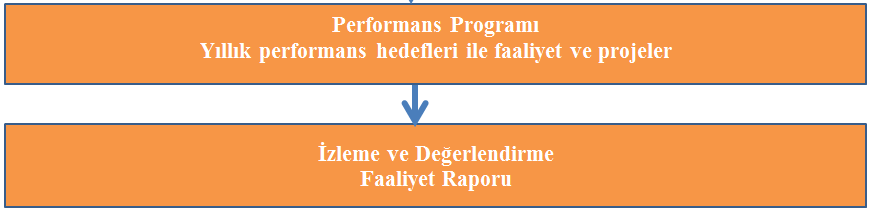 Performans Programı
Yıllık performans hedefleri ile faaliyet ve projeler
İzleme ve Değerlendirme
Faaliyet Raporu